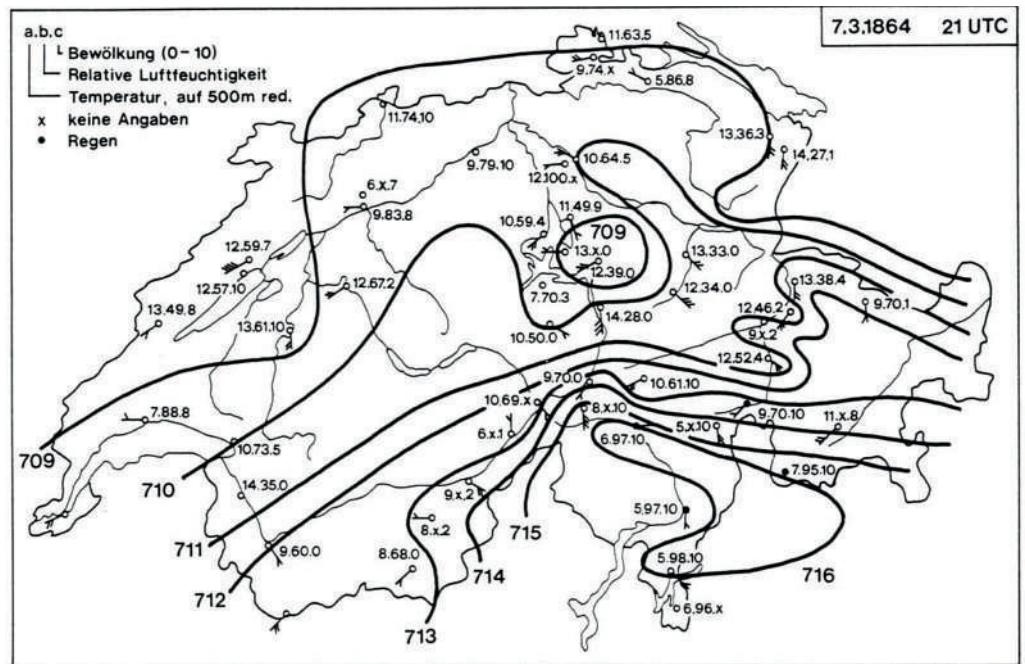 7.3.1864 21 UTC
a.b.c
Bewölkung (0-10)
Relative Luftfeuchtigkeit
Temperatur, auf 500m red.
x keine Angaben
• Regen
11.63.5
9.74.x
5.86.8
11.74.10
13.36.3
14.27.1
9.79.10
10.64.5
12.100.x
6.x.7
9.83.8
11.49.9
10.59.4
709
13.x.0
13.33.0
12.59.7
12.39.0
12.57.10
12.67.2
7.70.3
12.34.0
13.38.4
9.70.1
13.49.8
13.61.10
14.28.0
12.46.2
10.50.0
9.x.2
12.52.4
9.70.0
10.61.10
7.88.8
10.69.x
8.x.10
9.70.10
11.x.8
5.x.10
6.x.1
6.97.10
10.73.5
709
710
7.95.10
14.35.0
9.x.2
5.97.10
715
8.x.2
711
9.60.0
8.68.0
714
5.98.10
716
712
713
6.96.x